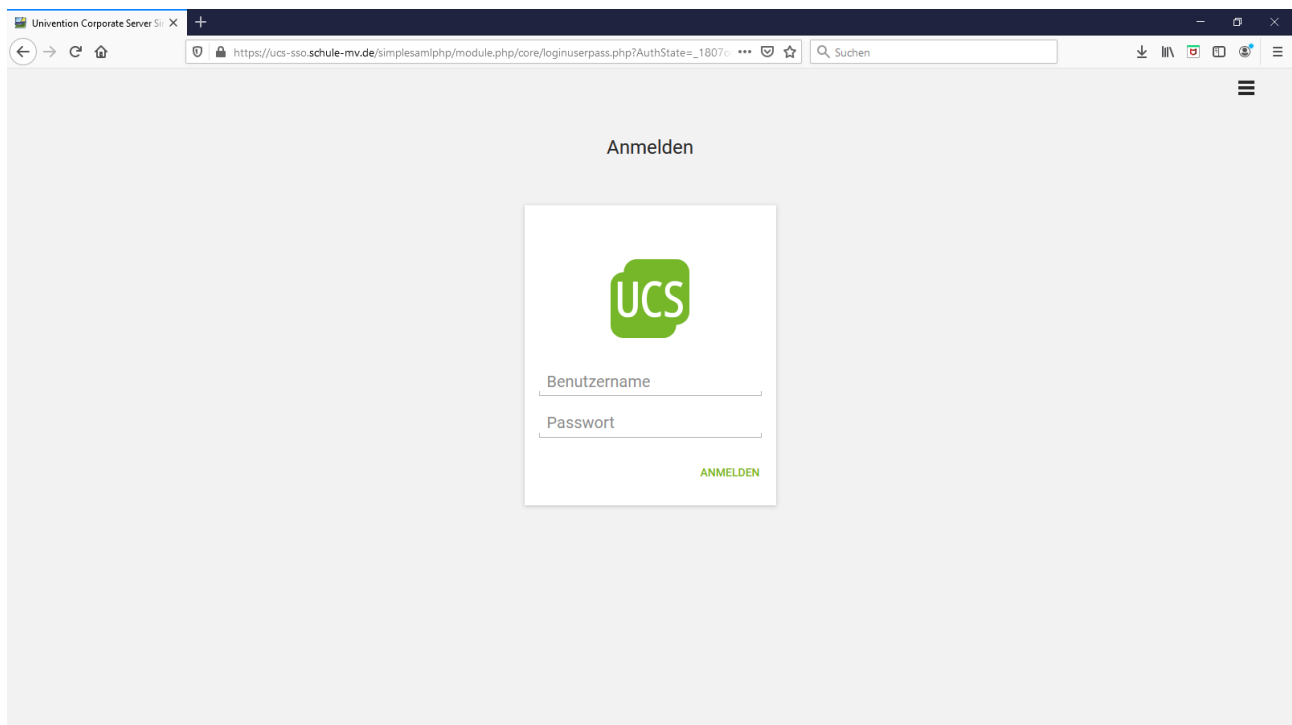 Univention Corporate Server Si
https://ucs-sso.schule-mv.de/simplesamlphp/module.php/core/loginuserpass.php?AuthState=_1807
Suchen
Anmelden
UCS
Benutzername
Passwort
ANMELDEN